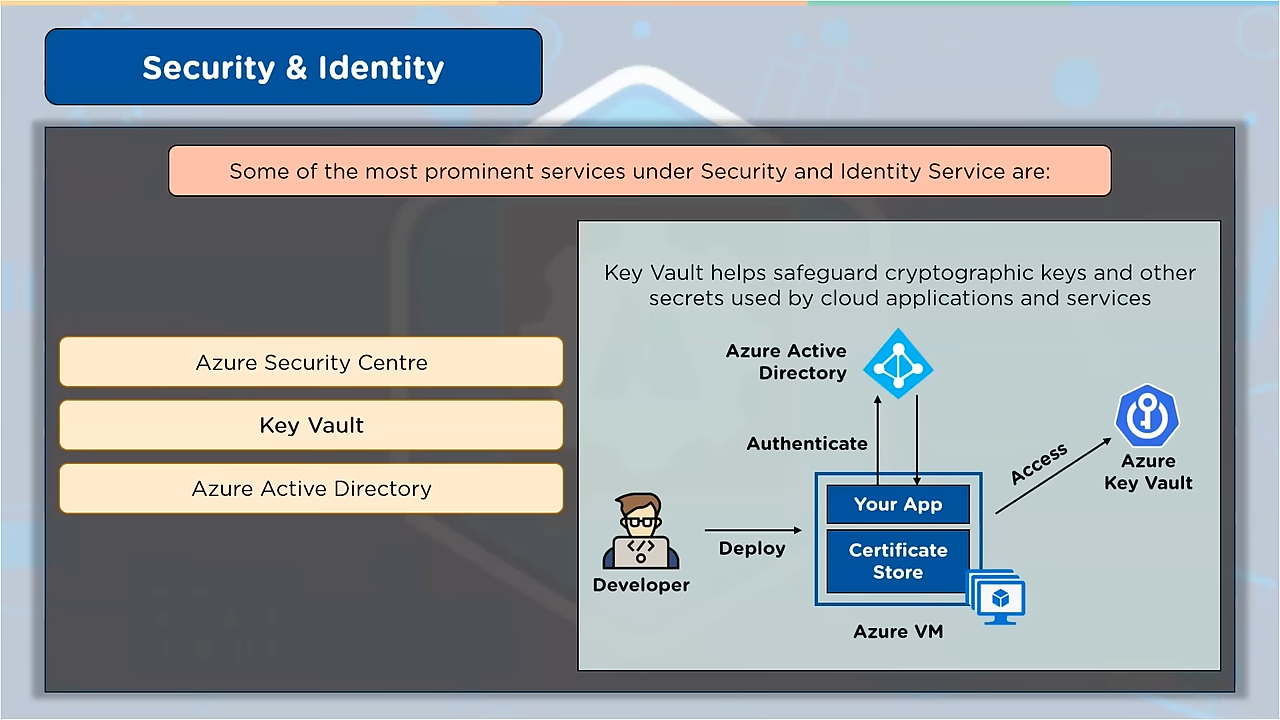 Security & Identity
Some of the most prominent services under Security and Identity Service are:
Azure Security Centre
Key Vault
Azure Active Directory
Key Vault helps safeguard cryptographic keys and other
secrets used by cloud applications and services
Azure Active
Directory
Authenticate
Access
Azure
Key Vault
Your App
Certificate
Store
Deploy
Developer
Azure VM